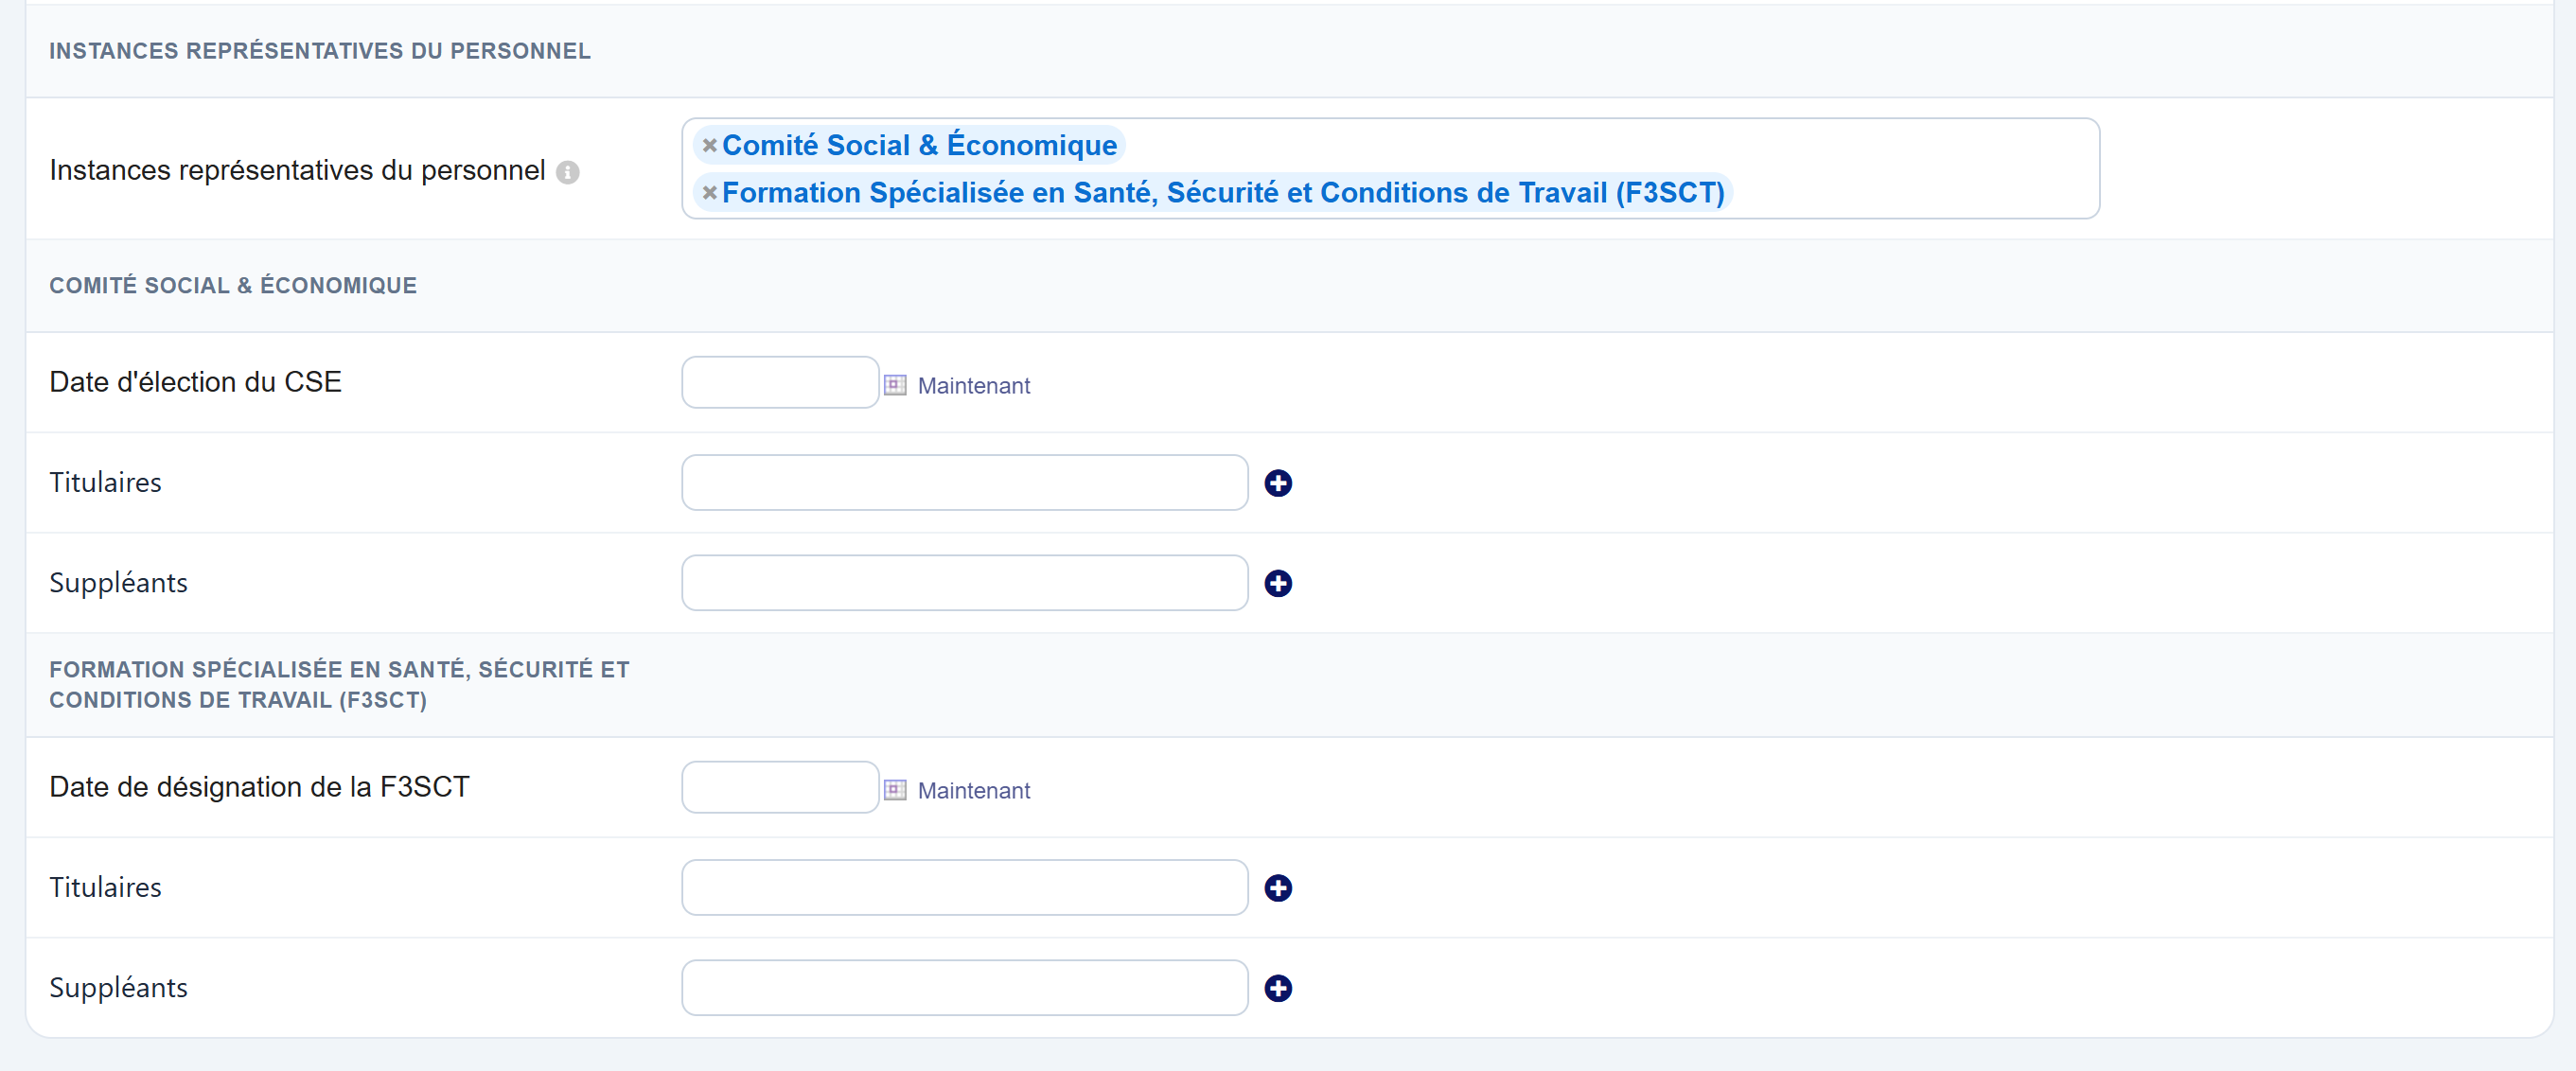 INSTANCES REPRÉSENTATIVES DU PERSONNEL
Instances représentatives du personnel
Comité Social & Économique
Formation Spécialisée en Santé, Sécurité et Conditions de Travail (F3SCT)
COMITÉ SOCIAL & ÉCONOMIQUE
Date d'élection du CSE
Maintenant
Titulaires
Suppléants
FORMATION SPÉCIALISÉE EN SANTÉ, SÉCURITÉ ET
CONDITIONS DE TRAVAIL (F3SCT)
Date de désignation de la F3SCT
Maintenant
Titulaires
Suppléants